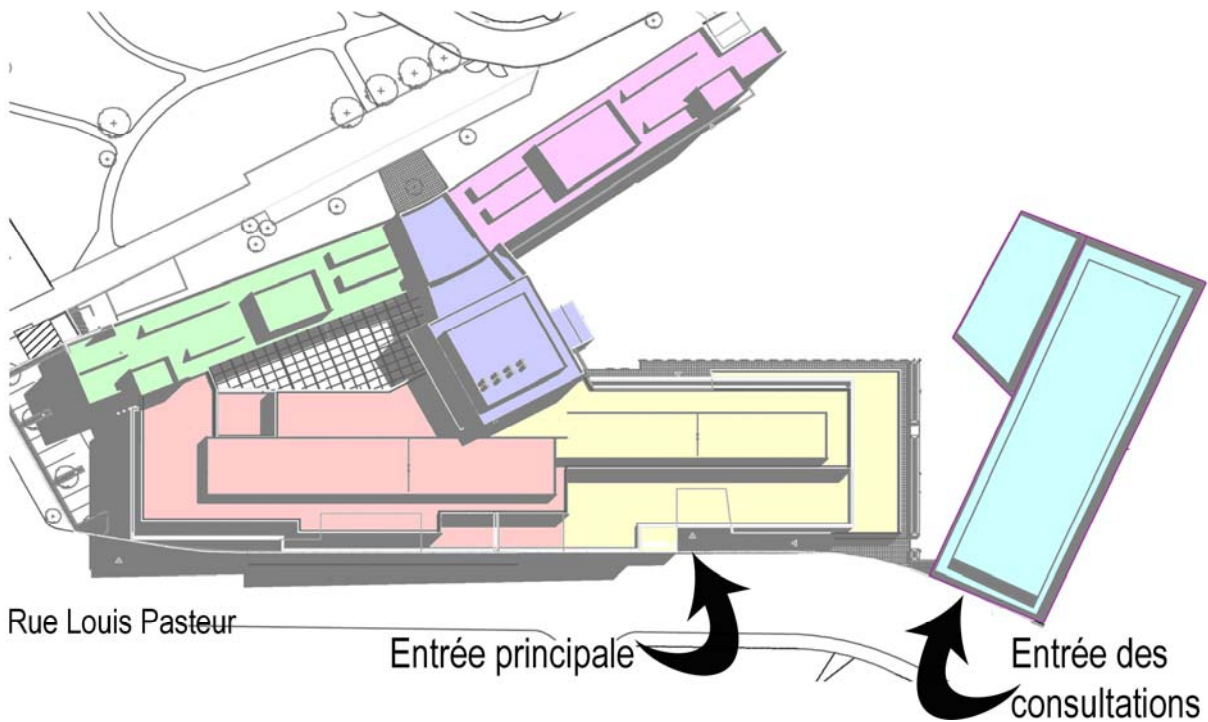 Rue Louis Pasteur
Entrée principale
Entrée des
consultations